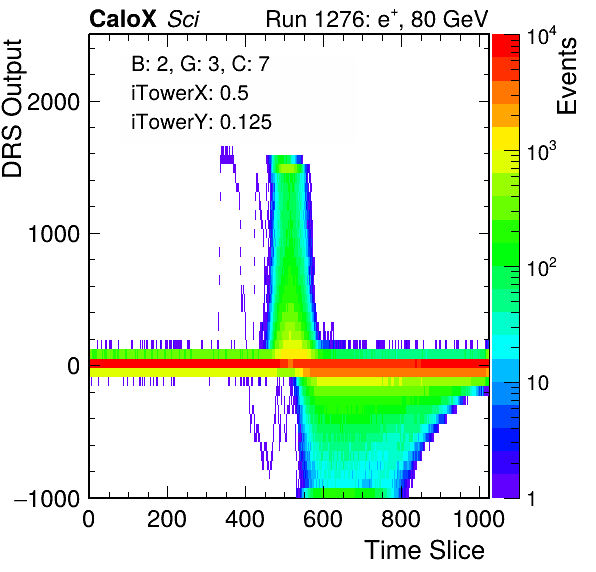 CaloX Sci Run 1276: e+, 80 GeV
B: 2, G: 3, C: 7
iTowerX: 0.5
iTowerY: 0.125
DRS Output
2000
1000
0
−1000
0 200 400 600 800 1000
Time Slice
Events
10^4
10^3
10^2
10
1